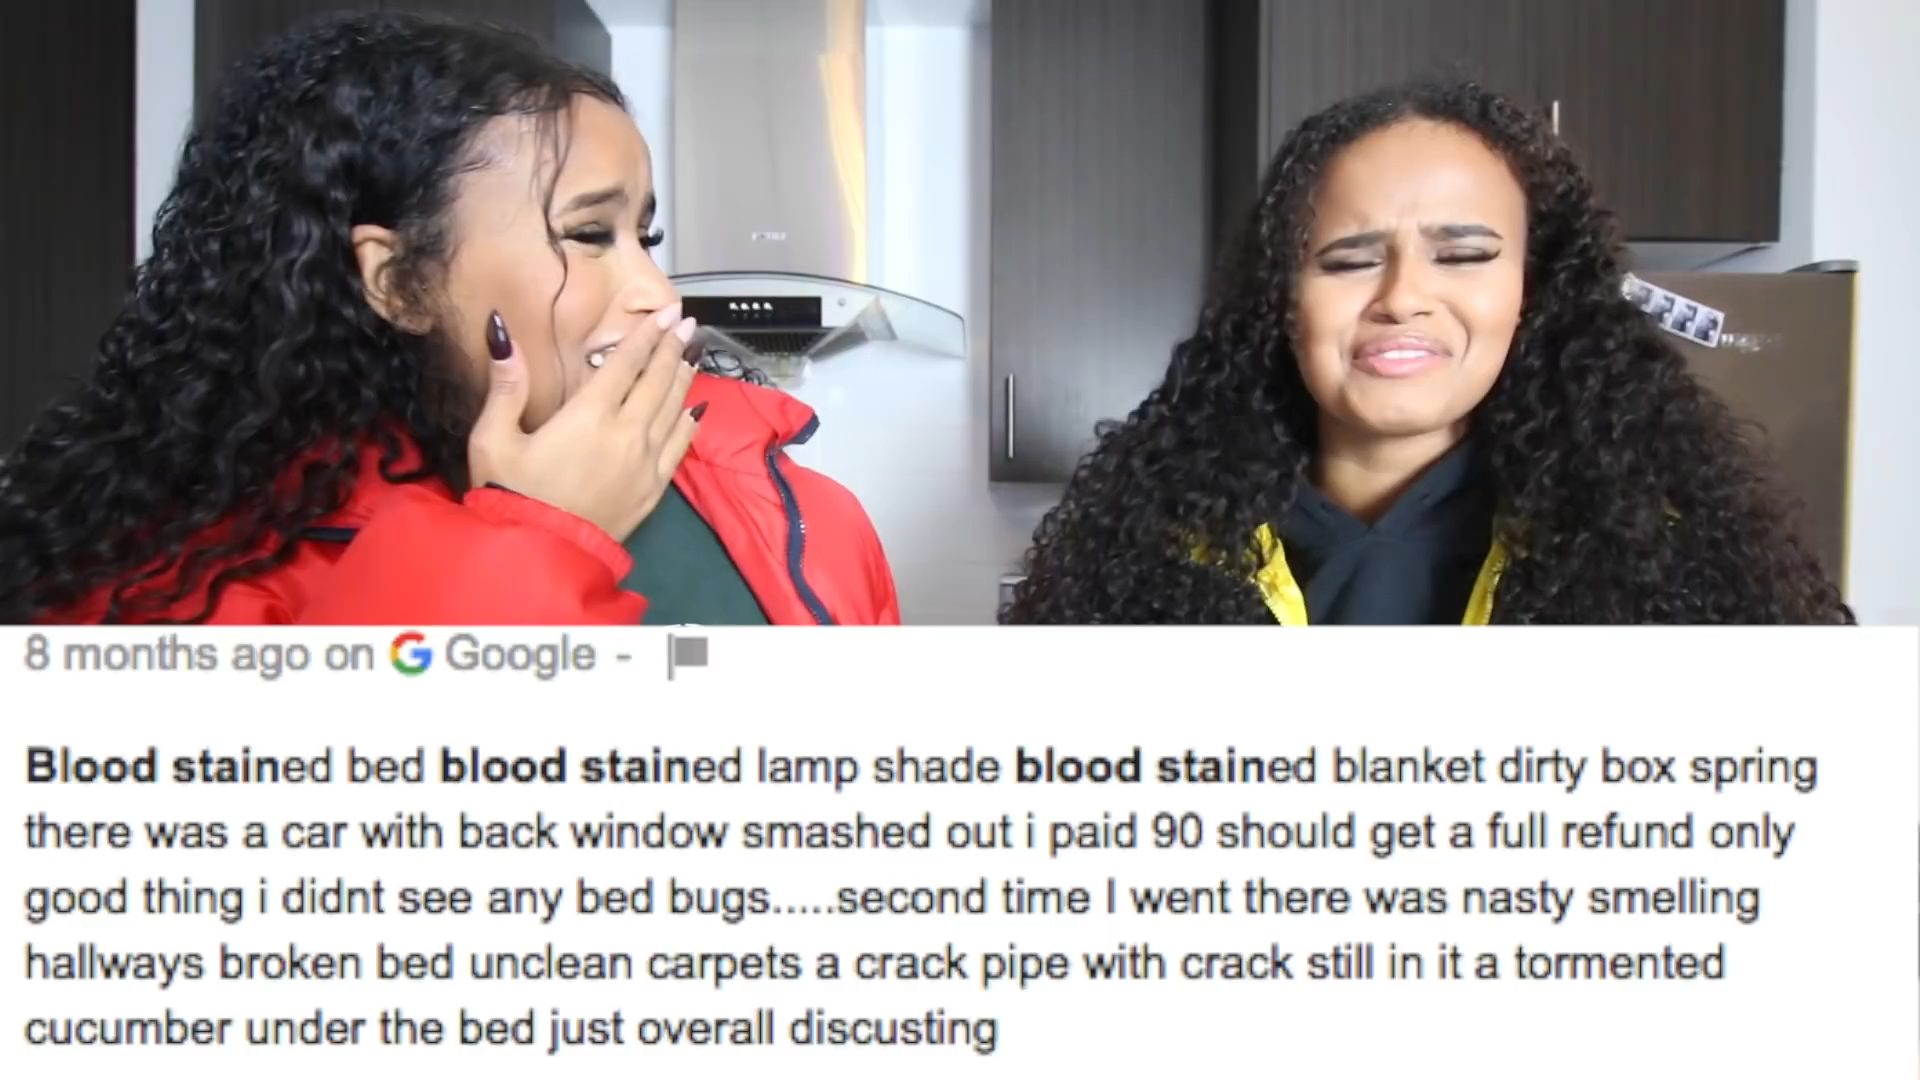 8 months ago on Google -
Blood stained bed blood stained lamp shade blood stained blanket dirty box spring
there was a car with back window smashed out i paid 90 should get a full refund only
good thing i didnt see any bed bugs.....second time I went there was nasty smelling
hallways broken bed unclean carpets a crack pipe with crack still in it a tormented
cucumber under the bed just overall discusting